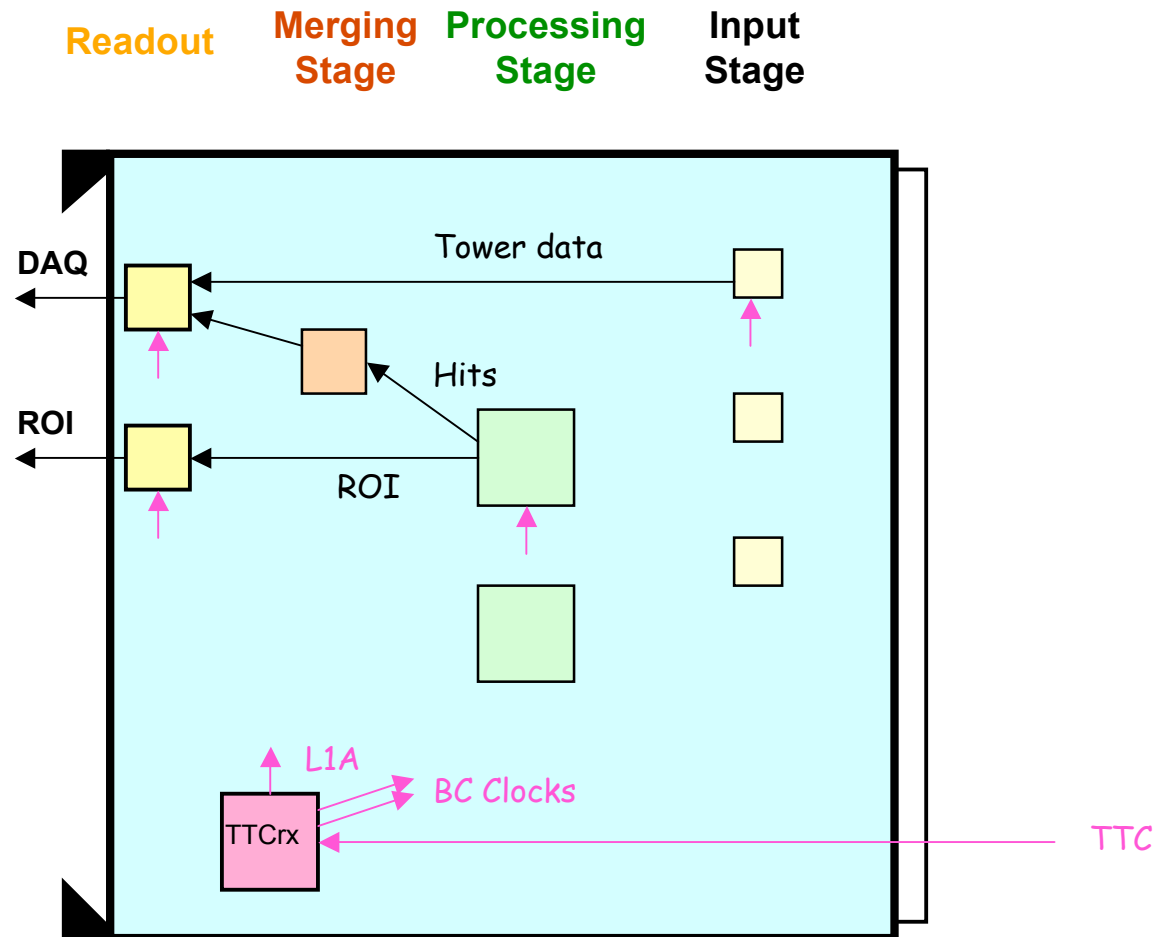 Readout
Merging
Stage
Processing
Stage
Input
Stage
DAQ
Tower data
Hits
ROI
ROI
L1A
BC Clocks
TTCrx
TTC